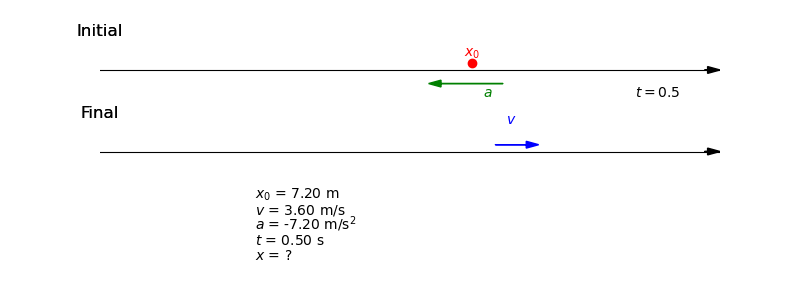 Initial
x₀
a
t = 0.5
Final
v
x₀ = 7.20 m
v = 3.60 m/s
a = -7.20 m/s²
t = 0.50 s
x = ?